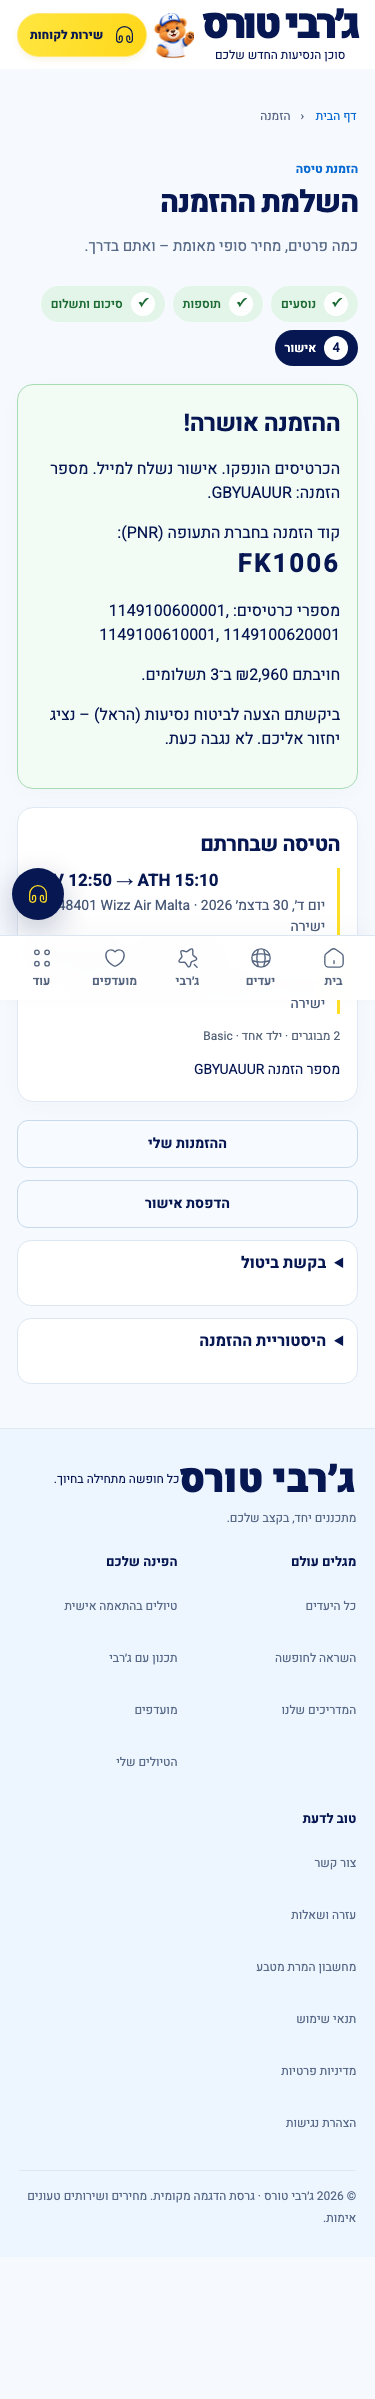 ג׳רבי טורס
סוכן הנסיעות החדש שלכם
שירות לקוחות
דף הבית › הזמנה
הזמנת טיסה
השלמת ההזמנה
כמה פרטים, מחיר סופי מאומת – ואתם בדרך.
✓ נוסעים
✓ תוספות
✓ סיכום ותשלום
4 אישור
ההזמנה אושרה!
הכרטיסים הונפקו. אישור נשלח למייל. מספר
הזמנה: GBYUAUUR.
קוד הזמנה בחברת התעופה (PNR):
FK1006
מספרי כרטיסים: 1149100600001,
1149100610001, 1149100620001
חויבתם ₪2,960 ב־3 תשלומים.
ביקשתם הצעה לביטוח נסיעות (הראל) – נציג
יחזור אליכם. לא נגבה כעת.
הטיסה שבחרתם
12:50 → ATH 15:10
יום ד׳, 30 בדצמ׳ 2026 · Wizz Air Malta
ישירה
בית
יעדים
ג׳רבי
מועדפים
עוד
ישירה
2 מבוגרים · ילד אחד · Basic
מספר הזמנה GBYUAUUR
ההזמנות שלי
הדפסת אישור
בקשת ביטול
היסטוריית ההזמנה
ג׳רבי טורס
כל חופשה מתחילה בחיוך.
מתכננים יחד, בקצב שלכם.
מגלים עולם
כל היעדים
השראה לחופשה
המדריכים שלנו
הפינה שלכם
טיולים בהתאמה אישית
תכנון עם ג׳רבי
מועדפים
הטיולים שלי
טוב לדעת
צור קשר
עזרה ושאלות
מחשבון המרת מטבע
תנאי שימוש
מדיניות פרטיות
הצהרת נגישות
© 2026 ג׳רבי טורס · גרסת הדגמה מקומית. מחירים ושירותים טעונים
אימות.